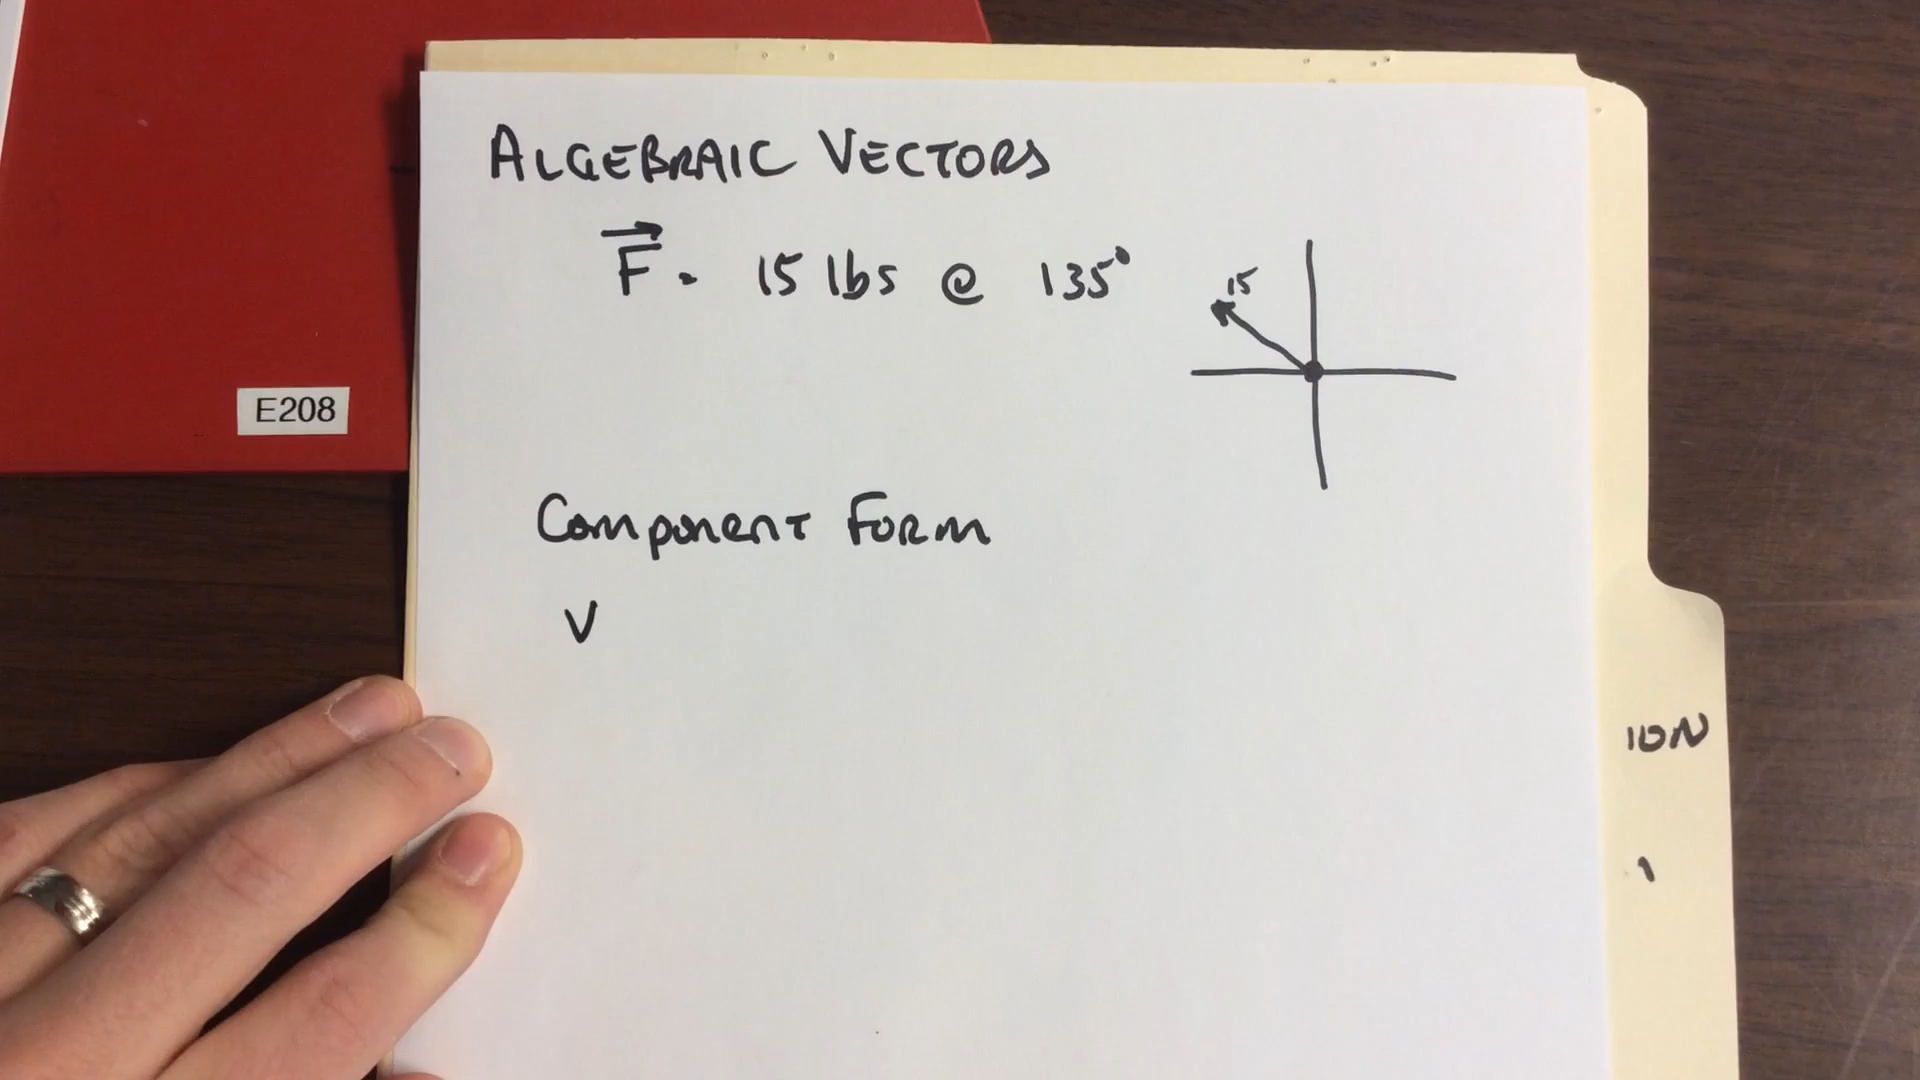 ALGEBRAIC VECTORS
F = 15 lbs @ 135°
15
E208
Component Form
V
ION